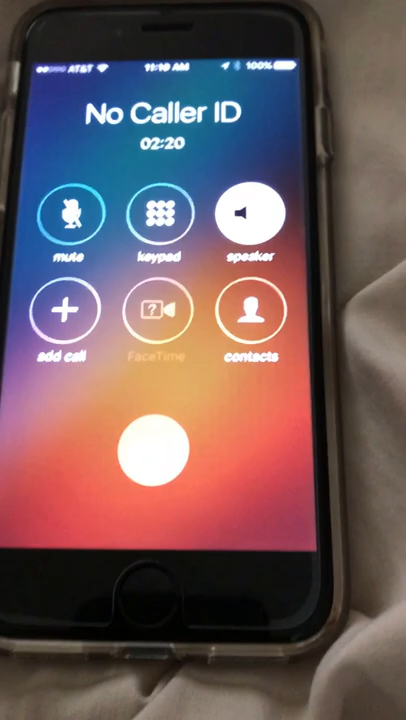 AT&T 11:10 AM 100%
No Caller ID
02:20
mute keypad speaker
add call FaceTime contacts